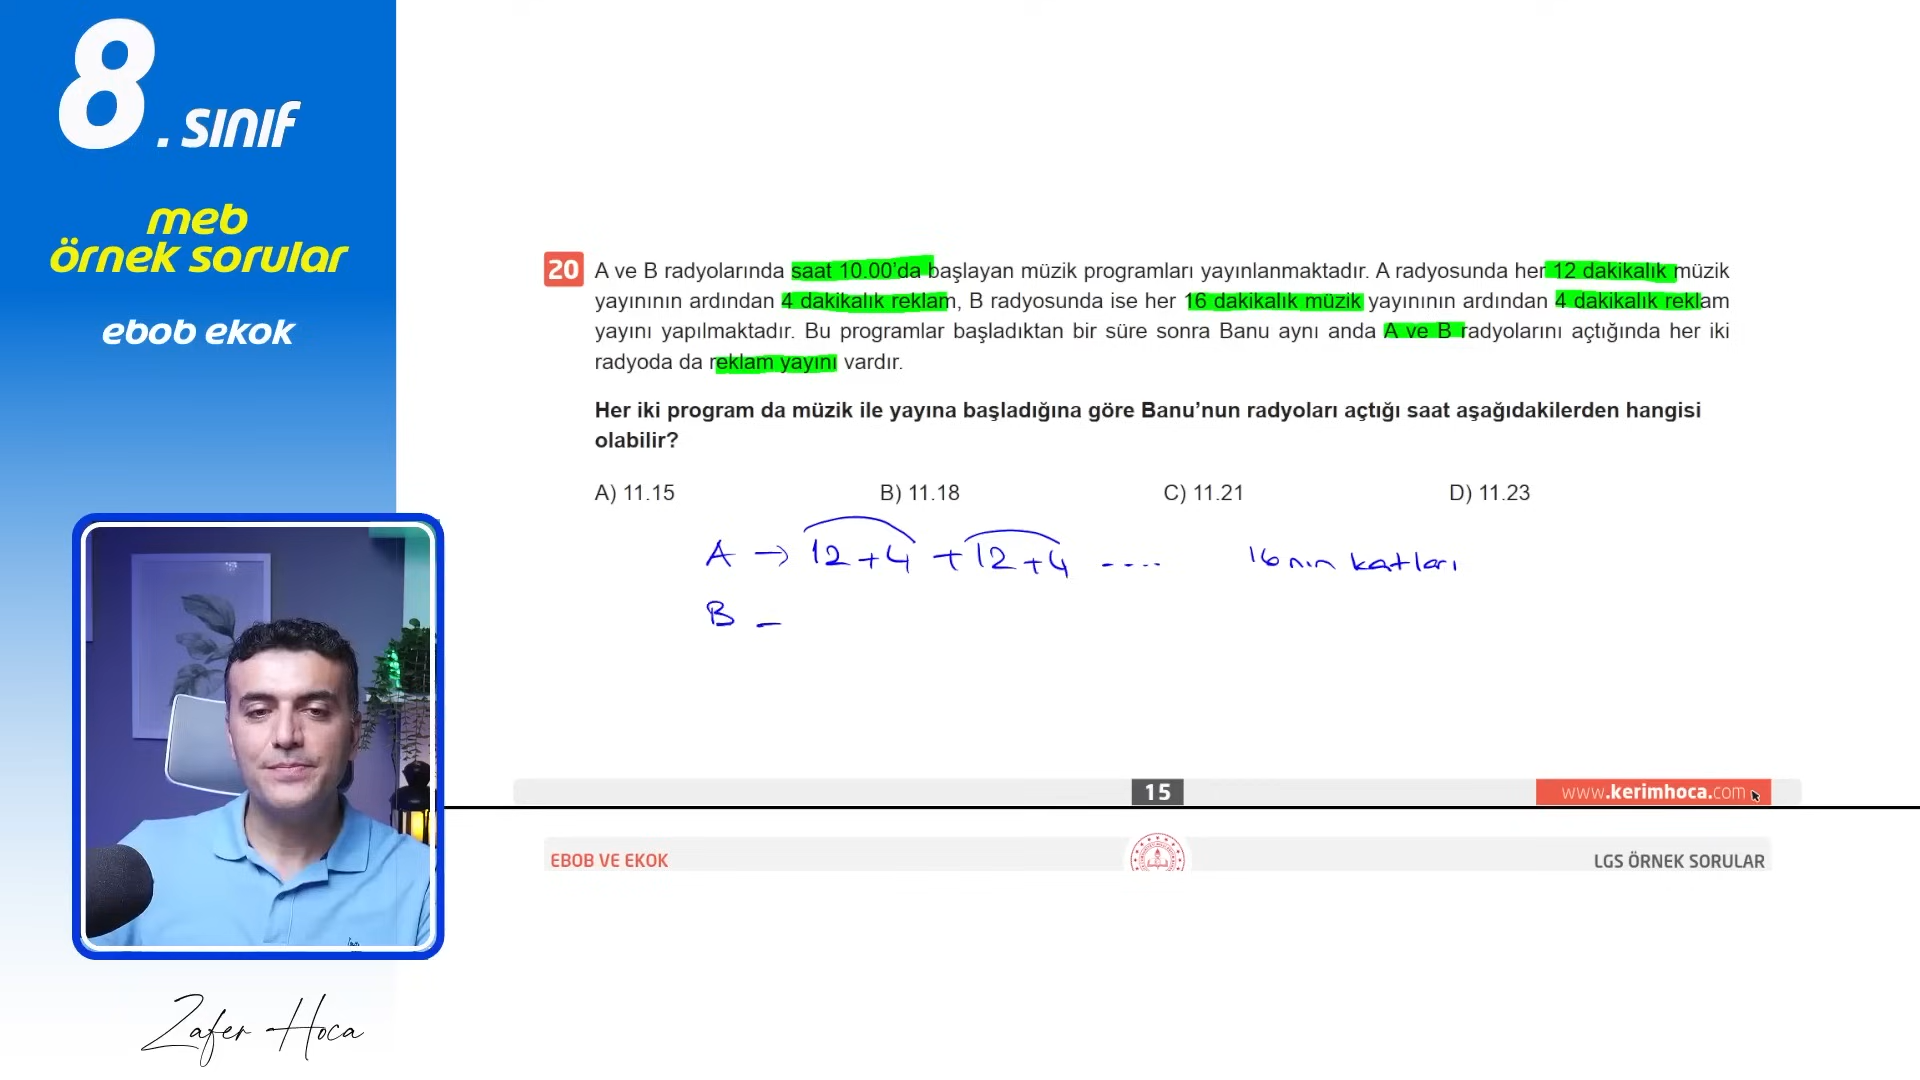 8. sınıf
meb
örnek sorular
ebob ekok
20 A ve B radyolarında saat 10.00’da başlayan müzik programları yayınlanmaktadır. A radyosunda her 12 dakikalık müzik
yayınının ardından 4 dakikalık reklam, B radyosunda ise her 16 dakikalık müzik yayınının ardından 4 dakikalık reklam
yayını yapılmaktadır. Bu programlar başladıktan bir süre sonra Banu aynı anda A ve B radyolarını açtığında her iki
radyoda da reklam yayını vardır.
Her iki program da müzik ile yayına başladığına göre Banu’nun radyoları açtığı saat aşağıdakilerden hangisi
olabilir?
A) 11.15 B) 11.18 C) 11.21 D) 11.23
A → 12+4 + 12+4 .... 16nın katları
B –
15
www.kerimhoca.com
EBOB VE EKOK
LGS ÖRNEK SORULAR
Zafer Hoca